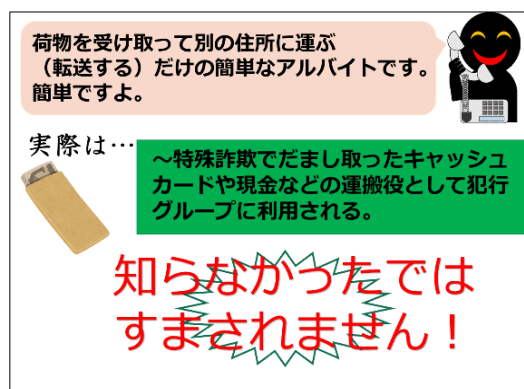 荷物を受け取って別の住所に運ぶ
（転送する）だけの簡単なアルバイトです。
簡単ですよ。
実際は…
～特殊詐欺でだまし取ったキャッシュ
カードや現金などの運搬役として犯行
グループに利用される。
知らなかったでは
すまされません！